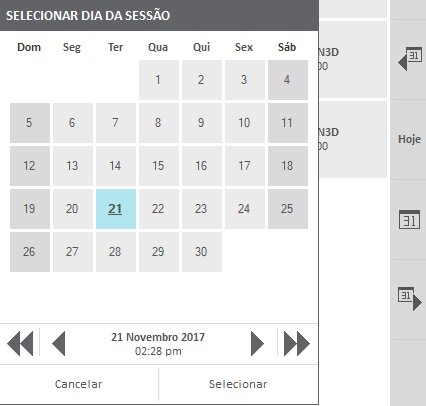 SELECIONAR DIA DA SESSÃO
Dom Seg Ter Qua Qui Sex Sáb
1 2 3 4
5 6 7 8 9 10 11
12 13 14 15 16 17 18
19 20 21 22 23 24 25
26 27 28 29 30
21 Novembro 2017
02:28 pm
Cancelar Selecionar
N3D
00
N3D
00
31
Hoje
31
31